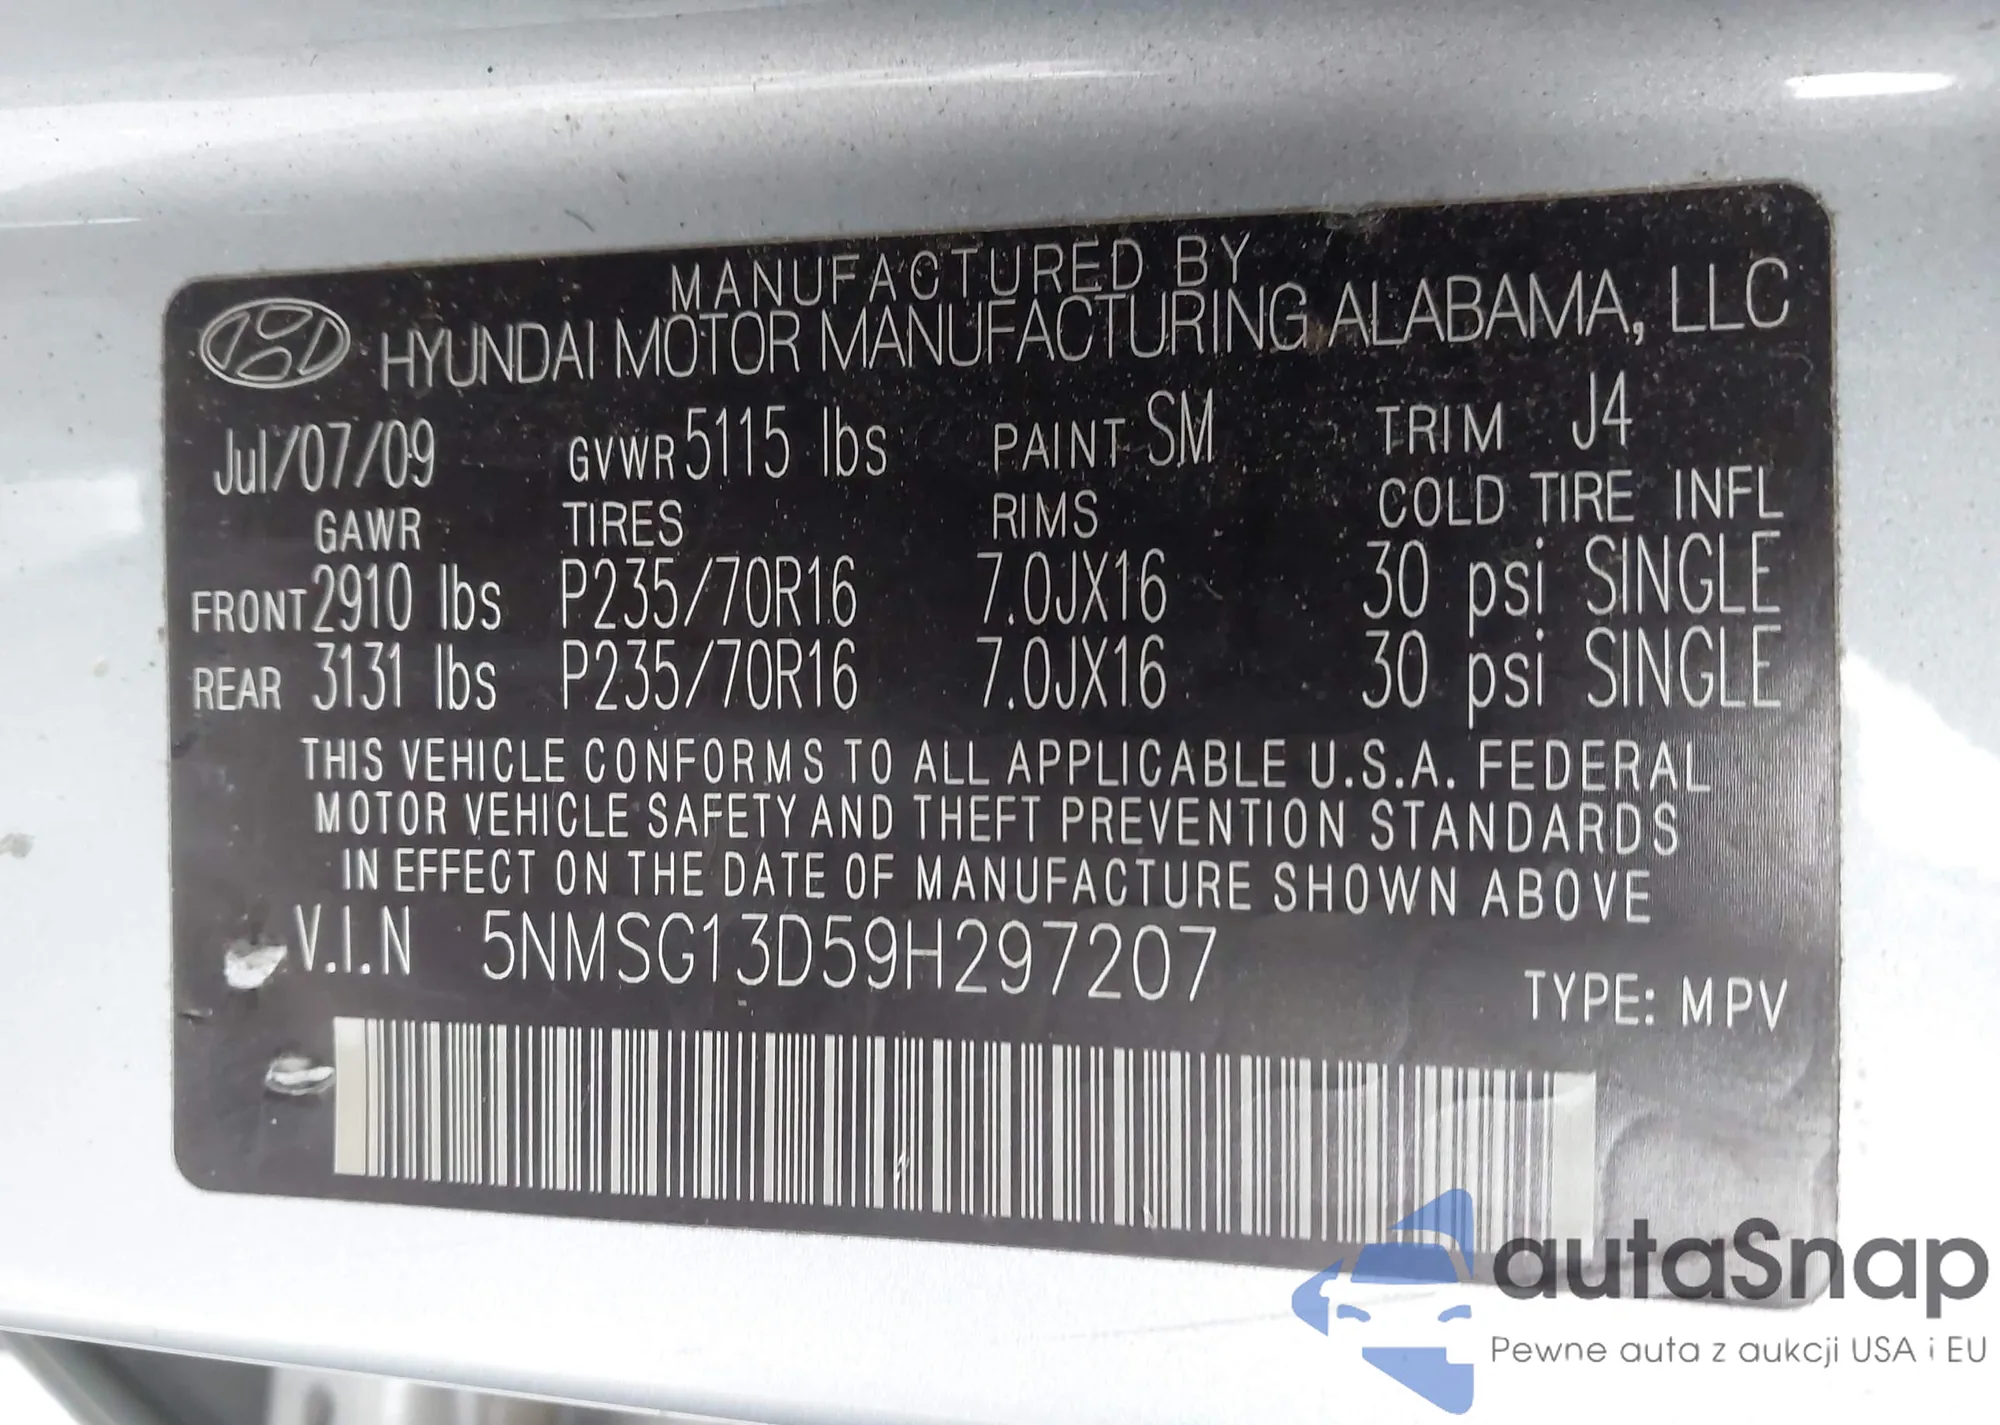 MANUFACTURED BY
HYUNDAI MOTOR MANUFACTURING ALABAMA, LLC
Jul/07/09 GVWR 5115 lbs PAINT SM TRIM J4
GAWR TIRES RIMS COLD TIRE INFL
FRONT 2910 lbs P235/70R16 7.0JX16 30 psi SINGLE
REAR 3131 lbs P235/70R16 7.0JX16 30 psi SINGLE
THIS VEHICLE CONFORMS TO ALL APPLICABLE U.S.A. FEDERAL
MOTOR VEHICLE SAFETY AND THEFT PREVENTION STANDARDS
IN EFFECT ON THE DATE OF MANUFACTURE SHOWN ABOVE
V.I.N 5NMSG13D59H297207
TYPE: MPV
autaSnap
Pewne auta z aukcji USA i EU